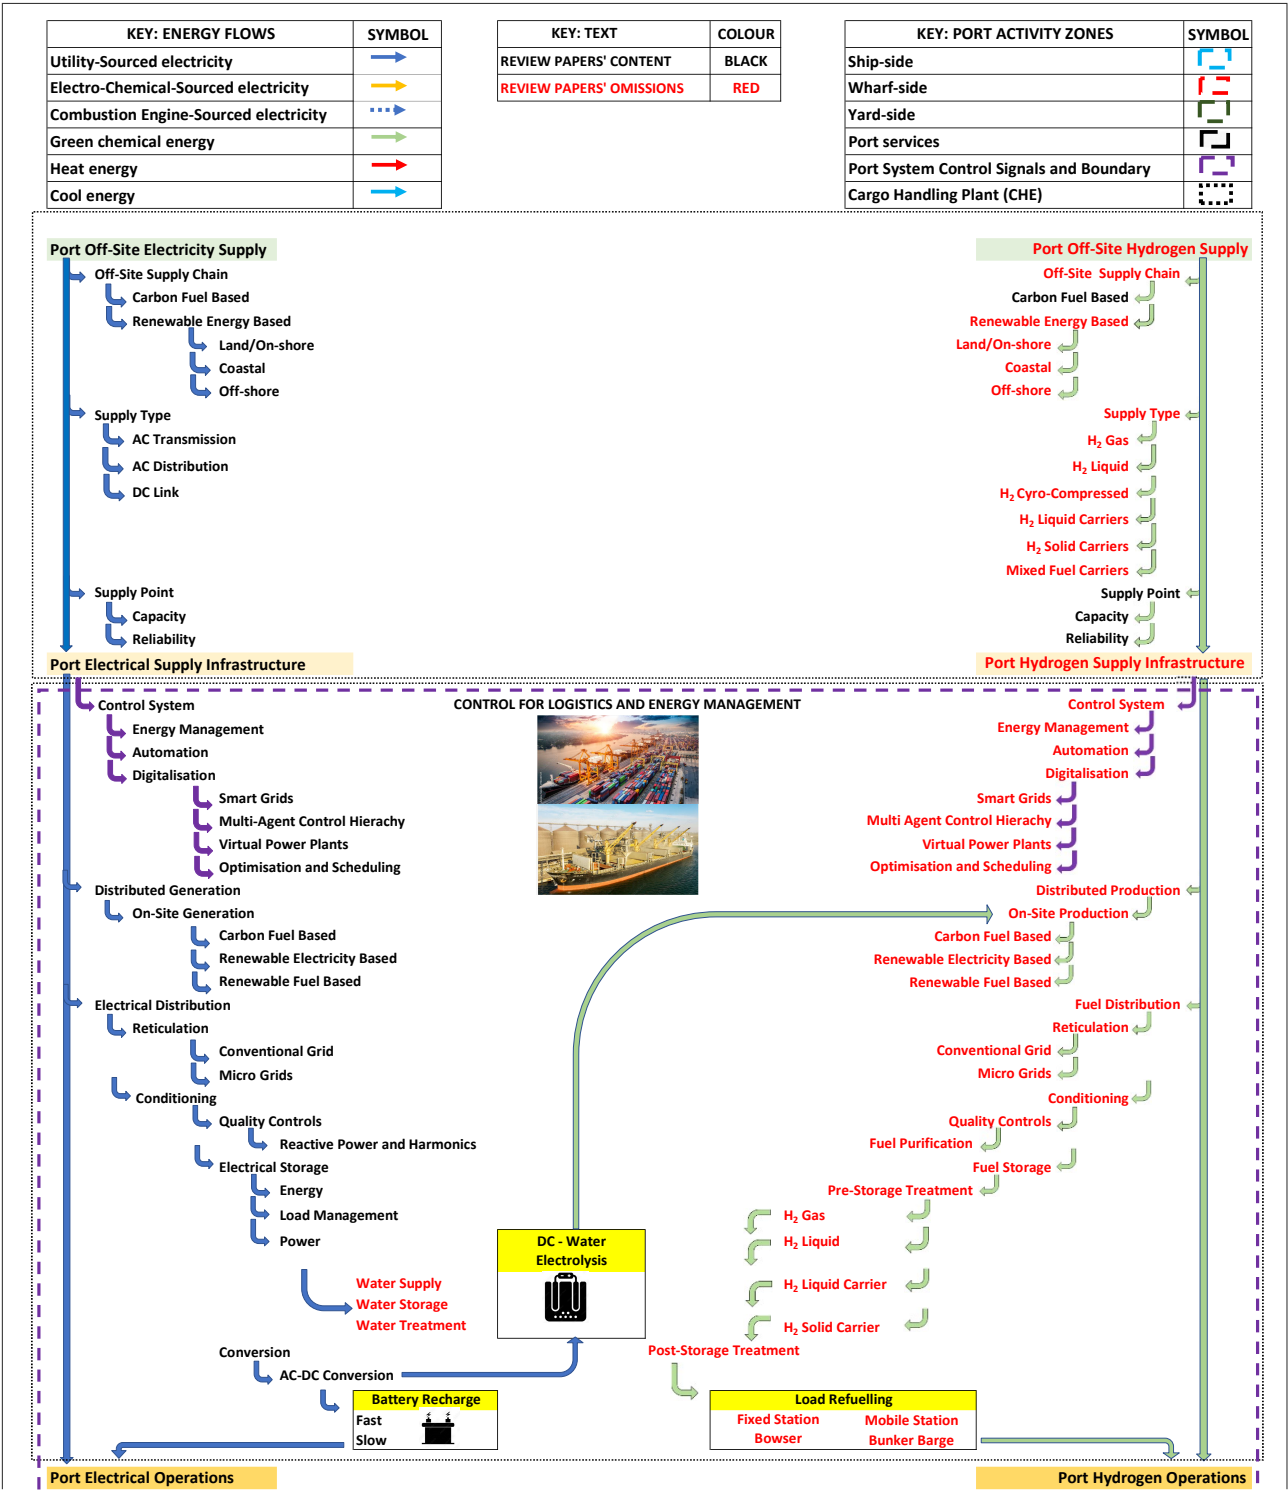 KEY: ENERGY FLOWS SYMBOL
Utility-Sourced electricity
Electro-Chemical-Sourced electricity
Combustion Engine-Sourced electricity
Green chemical energy
Heat energy
Cool energy
KEY: TEXT COLOUR
REVIEW PAPERS' CONTENT BLACK
REVIEW PAPERS' OMISSIONS RED
KEY: PORT ACTIVITY ZONES SYMBOL
Ship-side
Wharf-side
Yard-side
Port services
Port System Control Signals and Boundary
Cargo Handling Plant (CHE)
Port Off-Site Electricity Supply
Off-Site Supply Chain
Carbon Fuel Based
Renewable Energy Based
Land/On-shore
Coastal
Off-shore
Supply Type
AC Transmission
AC Distribution
DC Link
Supply Point
Capacity
Reliability
Port Electrical Supply Infrastructure
Port Off-Site Hydrogen Supply
Off-Site Supply Chain
Carbon Fuel Based
Renewable Energy Based
Land/On-shore
Coastal
Off-shore
Supply Type
H2 Gas
H2 Liquid
H2 Cyro-Compressed
H2 Liquid Carriers
H2 Solid Carriers
Mixed Fuel Carriers
Supply Point
Capacity
Reliability
Port Hydrogen Supply Infrastructure
CONTROL FOR LOGISTICS AND ENERGY MANAGEMENT
Control System
Energy Management
Automation
Digitalisation
Smart Grids
Multi-Agent Control Hierachy
Virtual Power Plants
Optimisation and Scheduling
Distributed Generation
On-Site Generation
Carbon Fuel Based
Renewable Electricity Based
Renewable Fuel Based
Electrical Distribution
Reticulation
Conventional Grid
Micro Grids
Conditioning
Quality Controls
Reactive Power and Harmonics
Electrical Storage
Energy
Load Management
Power
Water Supply
Water Storage
Water Treatment
Conversion
AC-DC Conversion
Battery Recharge
Fast
Slow
Port Electrical Operations
DC - Water
Electrolysis
Control System
Energy Management
Automation
Digitalisation
Smart Grids
Multi Agent Control Hierachy
Virtual Power Plants
Optimisation and Scheduling
Distributed Production
On-Site Production
Carbon Fuel Based
Renewable Electricity Based
Renewable Fuel Based
Fuel Distribution
Reticulation
Conventional Grid
Micro Grids
Conditioning
Quality Controls
Fuel Purification
Fuel Storage
Pre-Storage Treatment
H2 Gas
H2 Liquid
H2 Liquid Carrier
H2 Solid Carrier
Post-Storage Treatment
Load Refuelling
Fixed Station Mobile Station
Bowser Bunker Barge
Port Hydrogen Operations